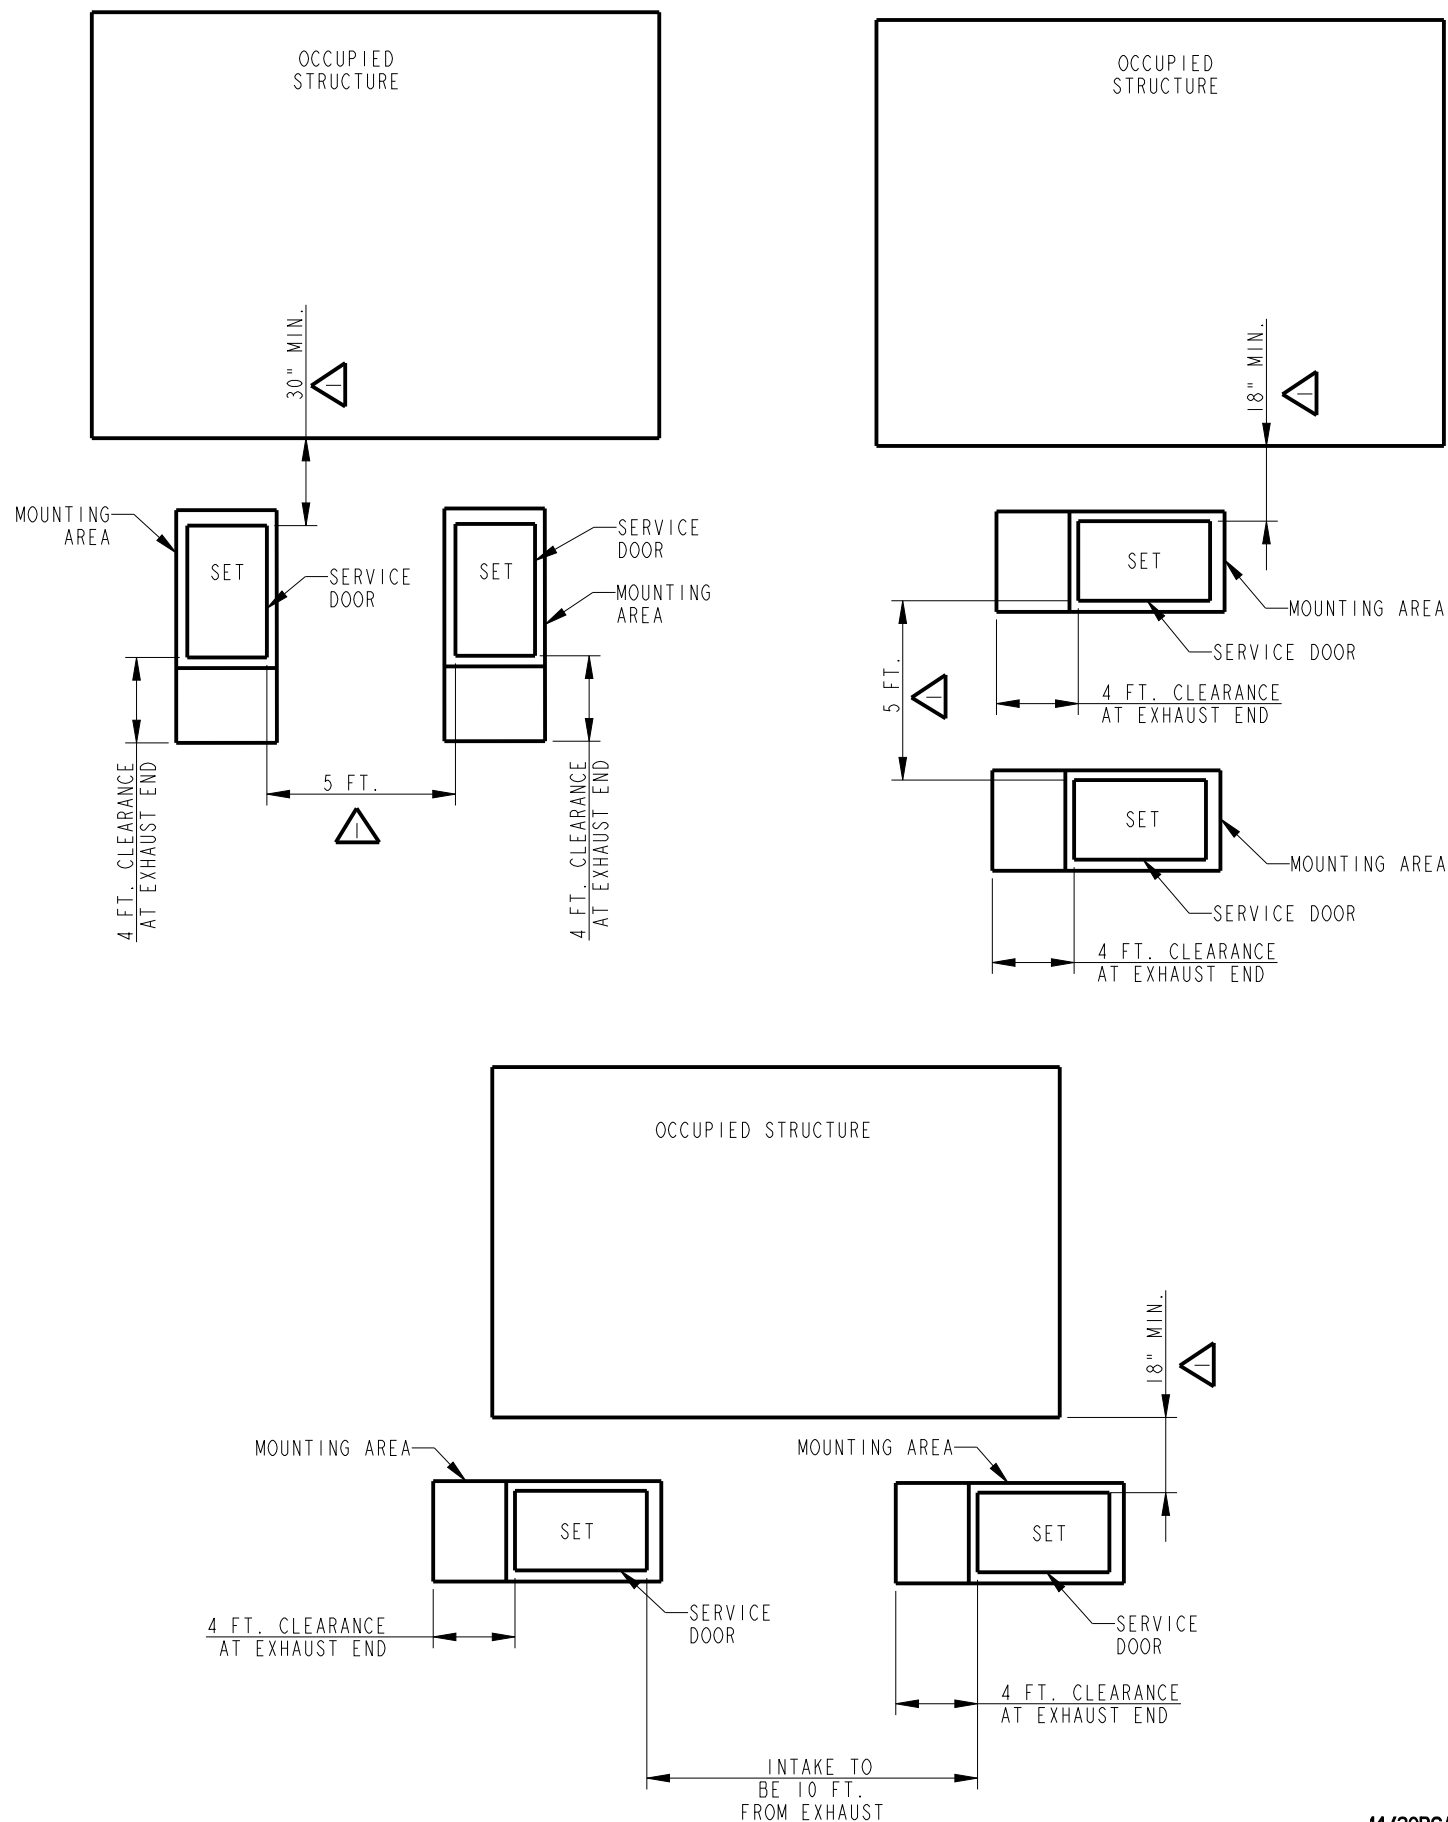 OCCUPIED
STRUCTURE
30" MIN.
1
MOUNTING
AREA
SET
SERVICE
DOOR
SET
SERVICE
DOOR
MOUNTING
AREA
4 FT. CLEARANCE
AT EXHAUST END
5 FT.
1
4 FT. CLEARANCE
AT EXHAUST END
OCCUPIED
STRUCTURE
18" MIN.
1
SET
MOUNTING AREA
SERVICE DOOR
5 FT.
1
4 FT. CLEARANCE
AT EXHAUST END
SET
MOUNTING AREA
SERVICE DOOR
4 FT. CLEARANCE
AT EXHAUST END
OCCUPIED STRUCTURE
18" MIN.
1
MOUNTING AREA
MOUNTING AREA
SET
SET
SERVICE
DOOR
4 FT. CLEARANCE
AT EXHAUST END
SERVICE
DOOR
4 FT. CLEARANCE
AT EXHAUST END
INTAKE TO
BE 10 FT.
FROM EXHAUST